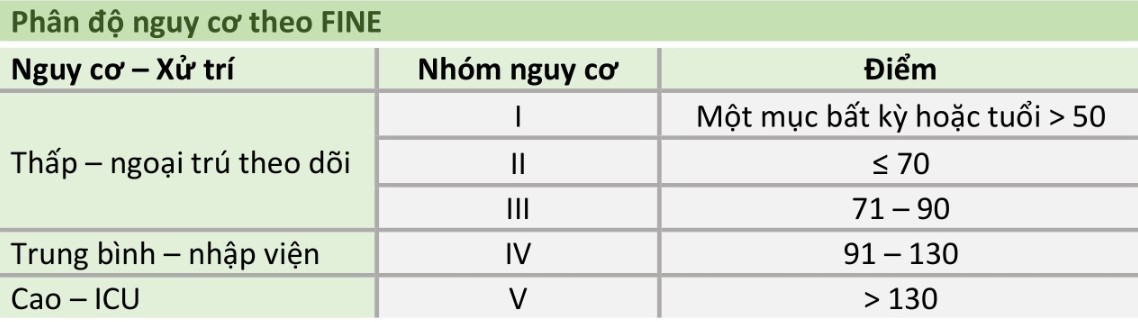 Phân độ nguy cơ theo FINE
Nguy cơ – Xử trí Nhóm nguy cơ Điểm
I Một mục bất kỳ hoặc tuổi > 50
Thấp – ngoại trú theo dõi II ≤ 70
III 71 – 90
Trung bình – nhập viện IV 91 – 130
Cao – ICU V > 130